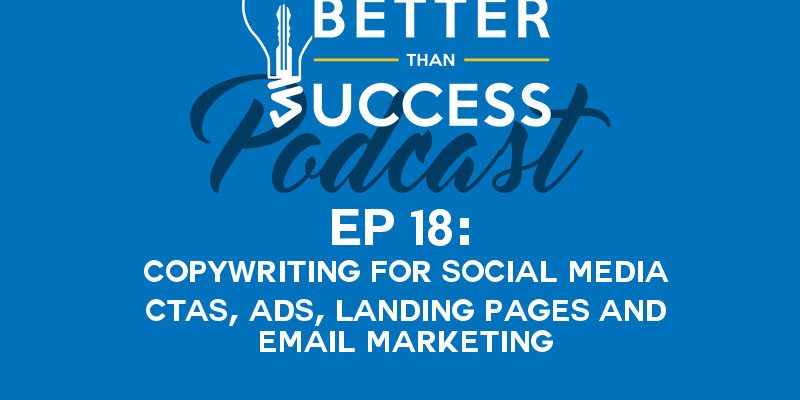 BETTER
THAN
SUCCESS
Podcast
EP 18:
COPYWRITING FOR SOCIAL MEDIA
CTAS, ADS, LANDING PAGES AND
EMAIL MARKETING